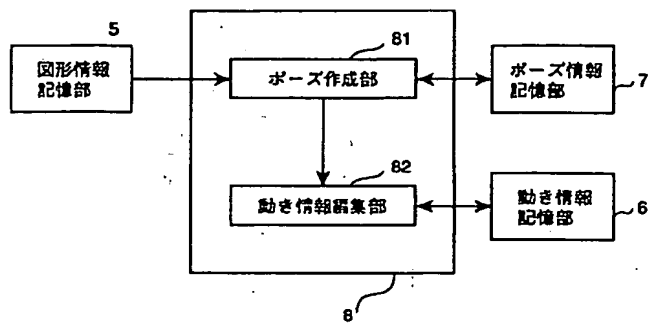 5
図形情報
記憶部
81
ポーズ作成部
ポーズ情報
記憶部
7
82
動き情報編集部
動き情報
記憶部
6
8